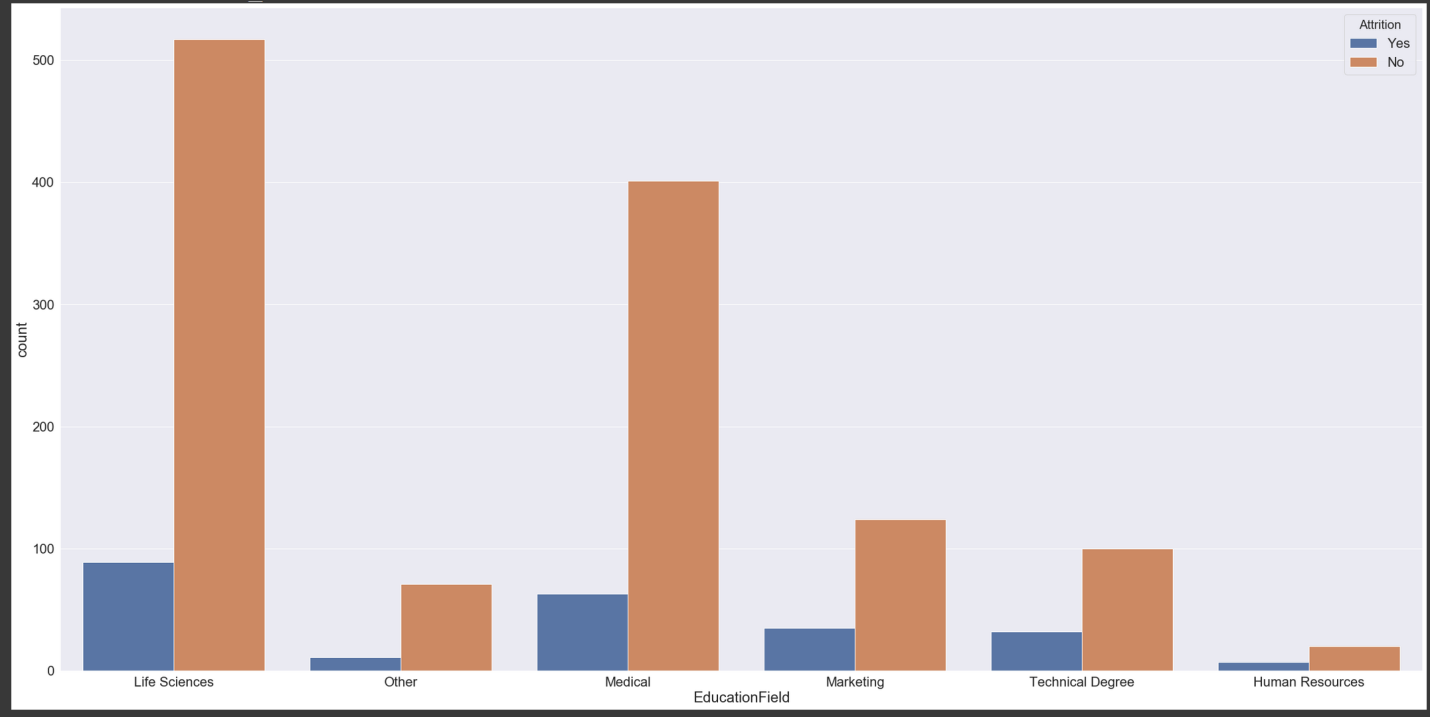 Attrition
Yes
No
500
400
300
200
100
0
count
Life Sciences Other Medical Marketing Technical Degree Human Resources
EducationField